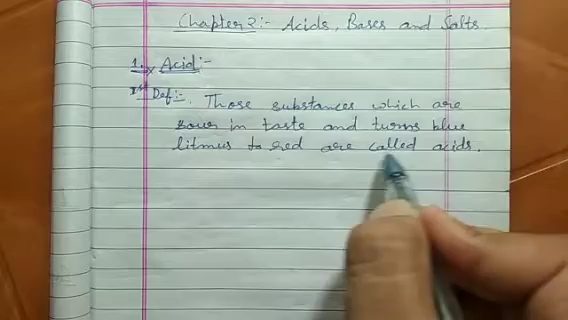 Chapter 2:- Acids, Bases and Salts
1. Acid:-
Ist Def:- Those substances which are
sour in taste and turns blue
litmus to red are called acids.